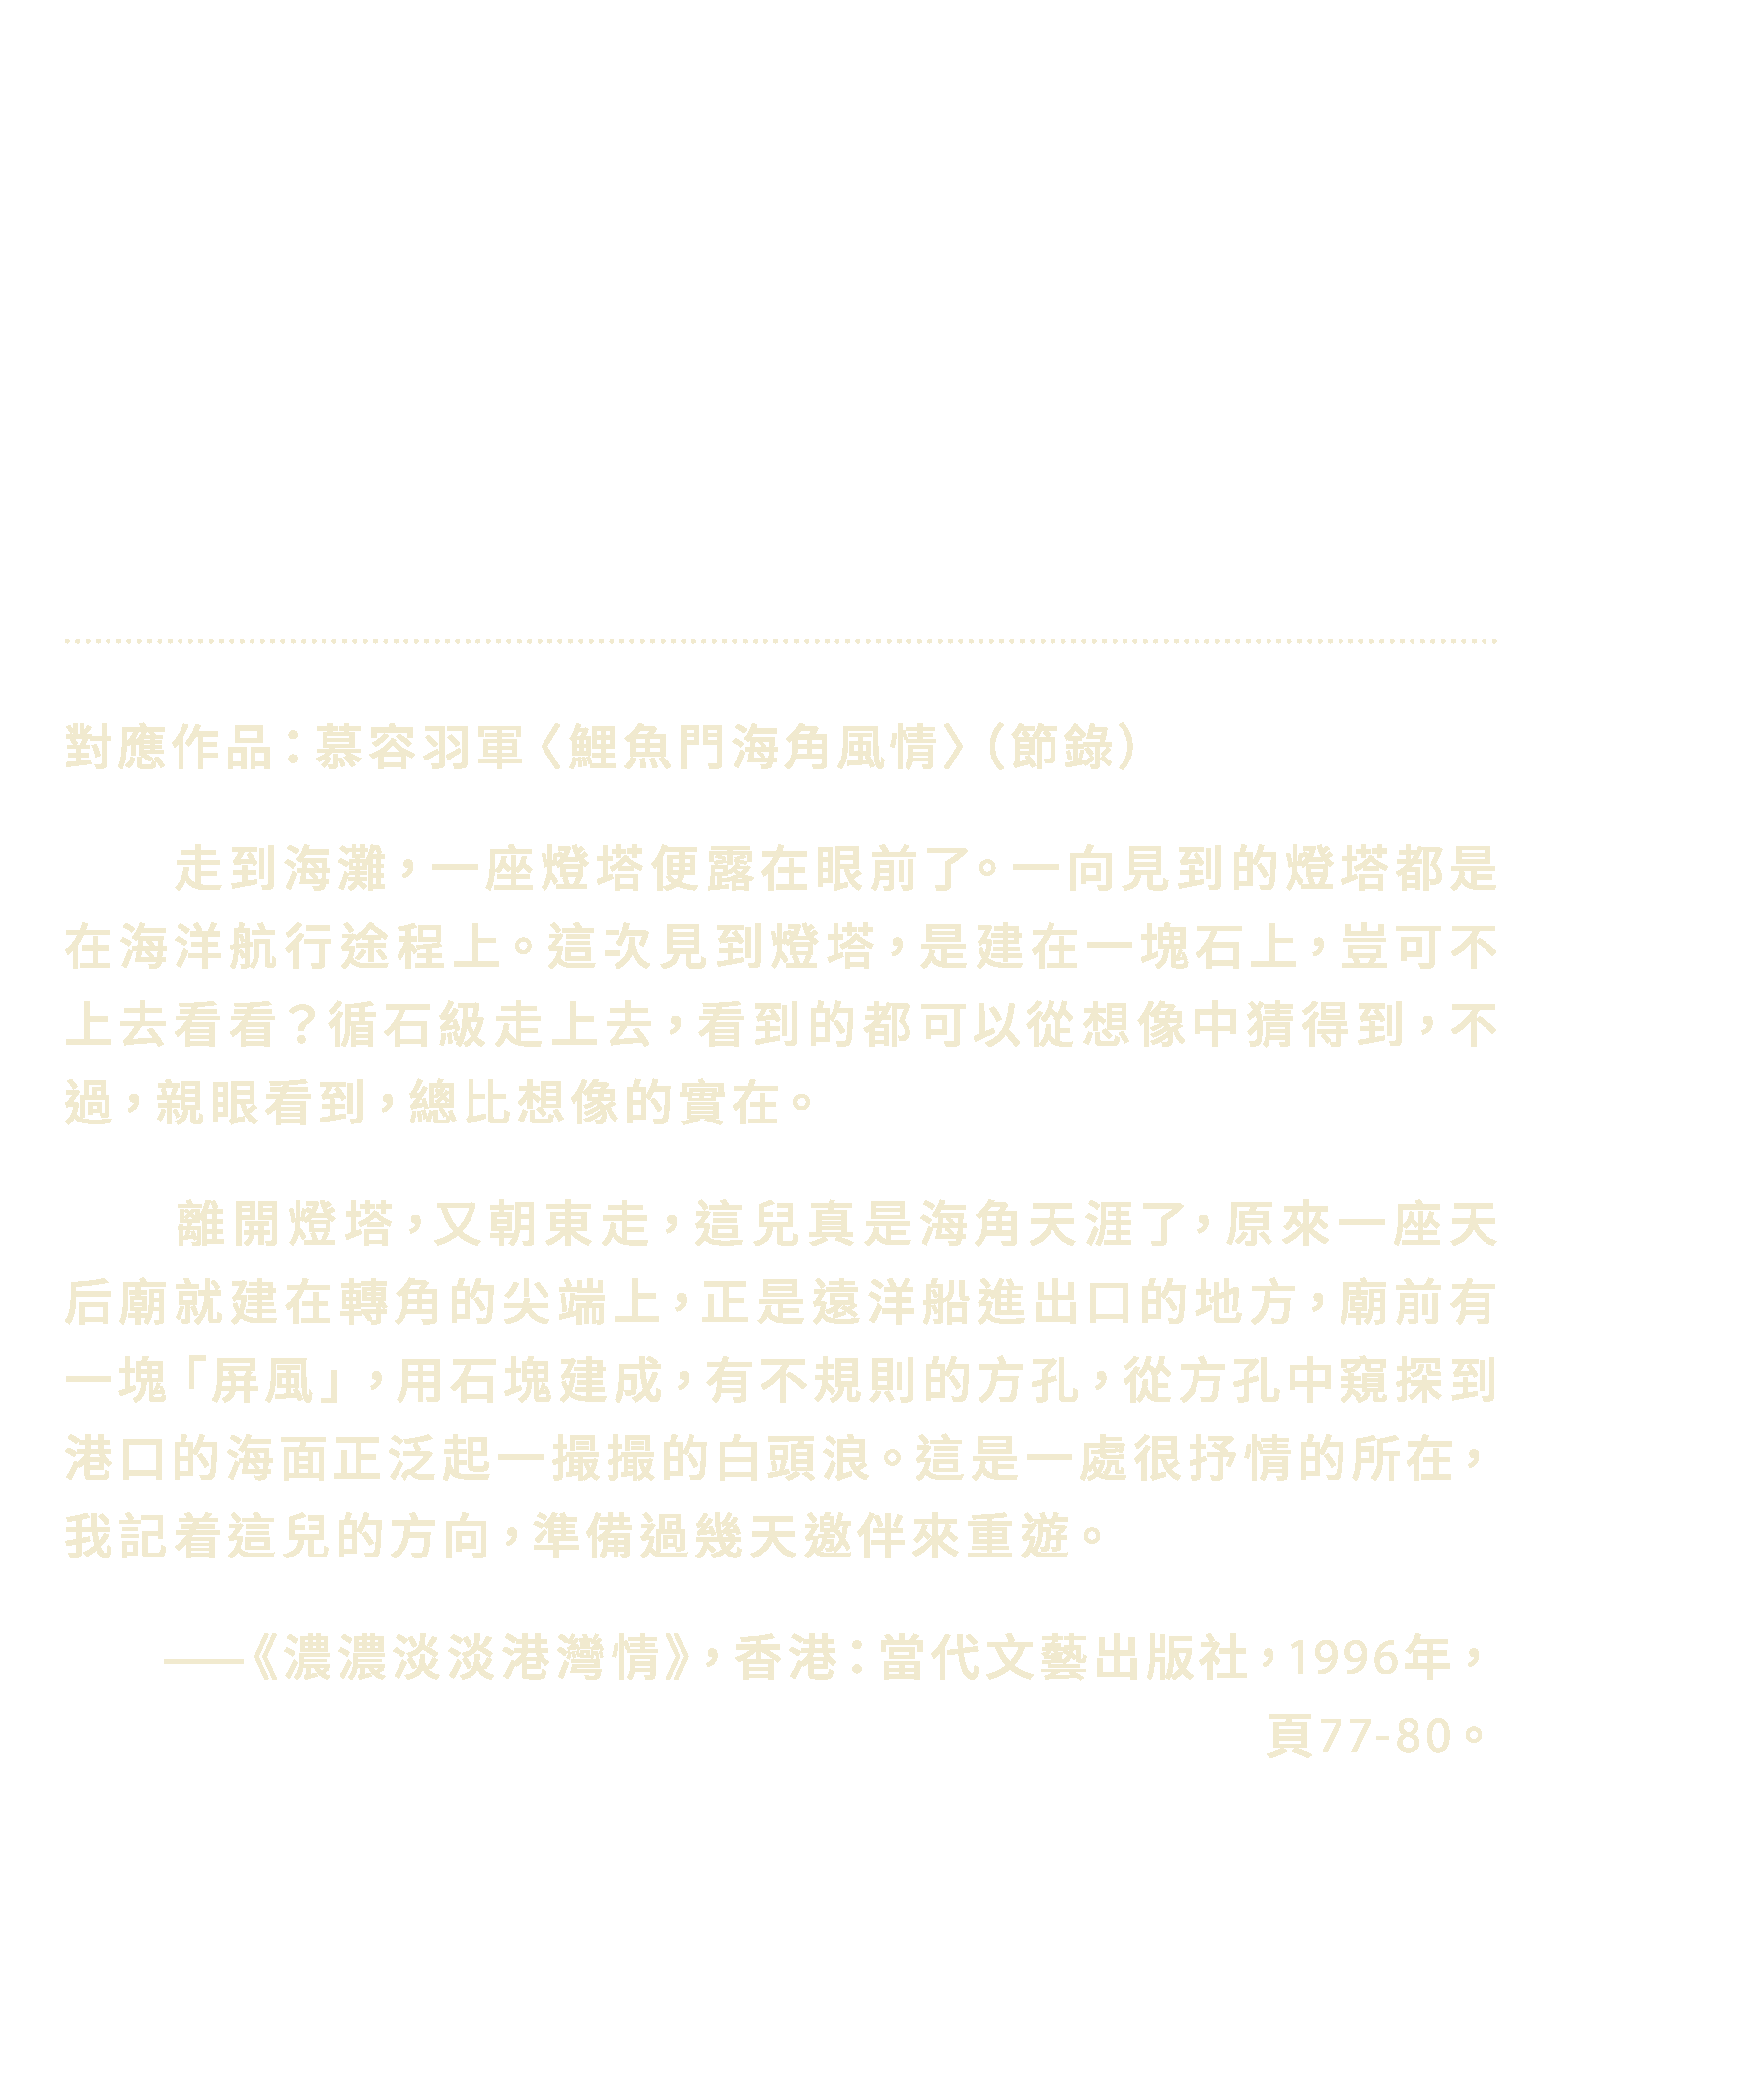 對應作品：慕容羽軍〈鯉魚門海角風情〉（節錄）
走到海灘，一座燈塔便露在眼前了。一向見到的燈塔都是
在海洋航行途程上。這次見到燈塔，是建在一塊石上，豈可不
上去看看？循石級走上去，看到的都可以從想像中猜得到，不
過，親眼看到，總比想像的實在。
離開燈塔，又朝東走，這兒真是海角天涯了，原來一座天
后廟就建在轉角的尖端上，正是遠洋船進出口的地方，廟前有
一塊「屏風」，用石塊建成，有不規則的方孔，從方孔中窺探到
港口的海面正泛起一撮撮的白頭浪。這是一處很抒情的所在，
我記着這兒的方向，準備過幾天邀伴來重遊。
——《濃濃淡淡港灣情》，香港：當代文藝出版社，1996年，
頁77-80。